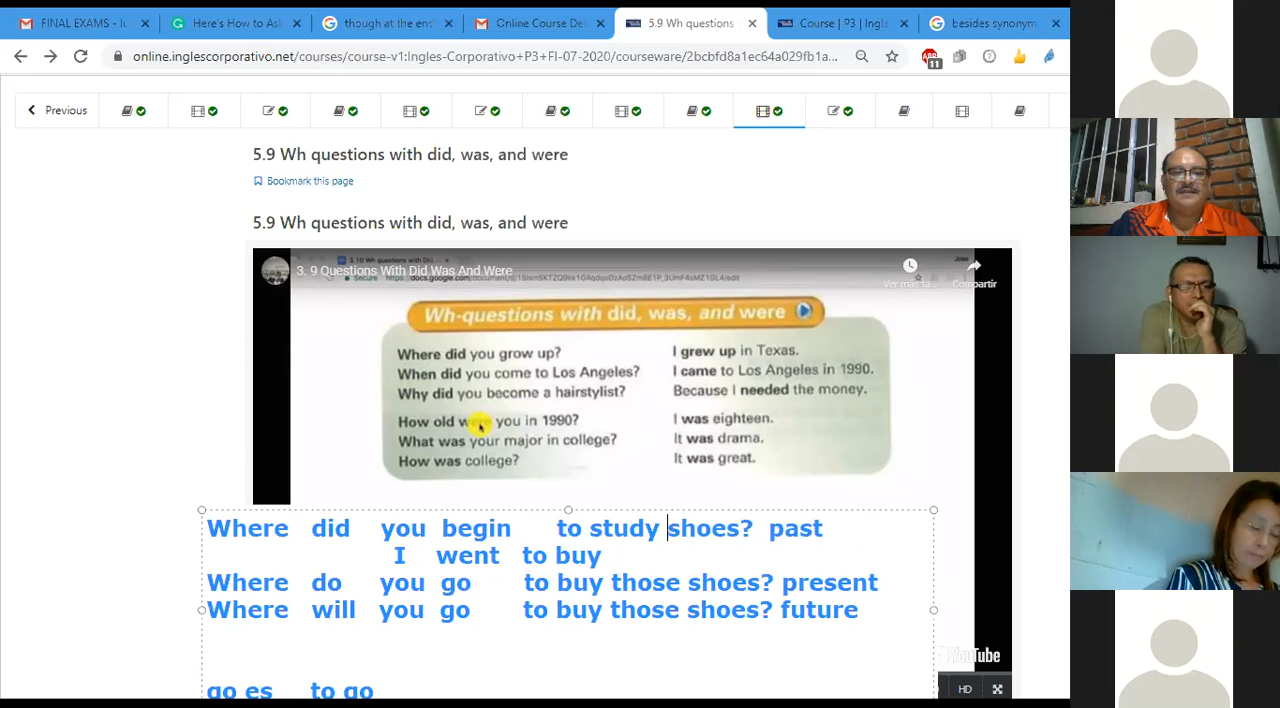 FINAL EXAMS - Iu
Here's How to Ask
though at the en
Online Course De
5.9 Wh questions
Course | P3 | Ingle
besides synonym
online.inglescorporativo.net/courses/course-v1:Ingles-Corporativo+P3+FI-07-2020/courseware/2bcbfd8a1ec64a029fb1a...
11
Previous
5.9 Wh questions with did, was, and were
Bookmark this page
5.9 Wh questions with did, was, and were
3. 9 Questions With Did Was And Were
Ver más ta...
Compartir
Wh-questions with did, was, and were
Where did you grow up? I grew up in Texas.
When did you come to Los Angeles? I came to Los Angeles in 1990.
Why did you become a hairstylist? Because I needed the money.
How old were you in 1990? I was eighteen.
What was your major in college? It was drama.
How was college? It was great.
Where did you begin to study shoes? past
I went to buy
Where do you go to buy those shoes? present
Where will you go to buy those shoes? future
YouTube
go es to go
HD